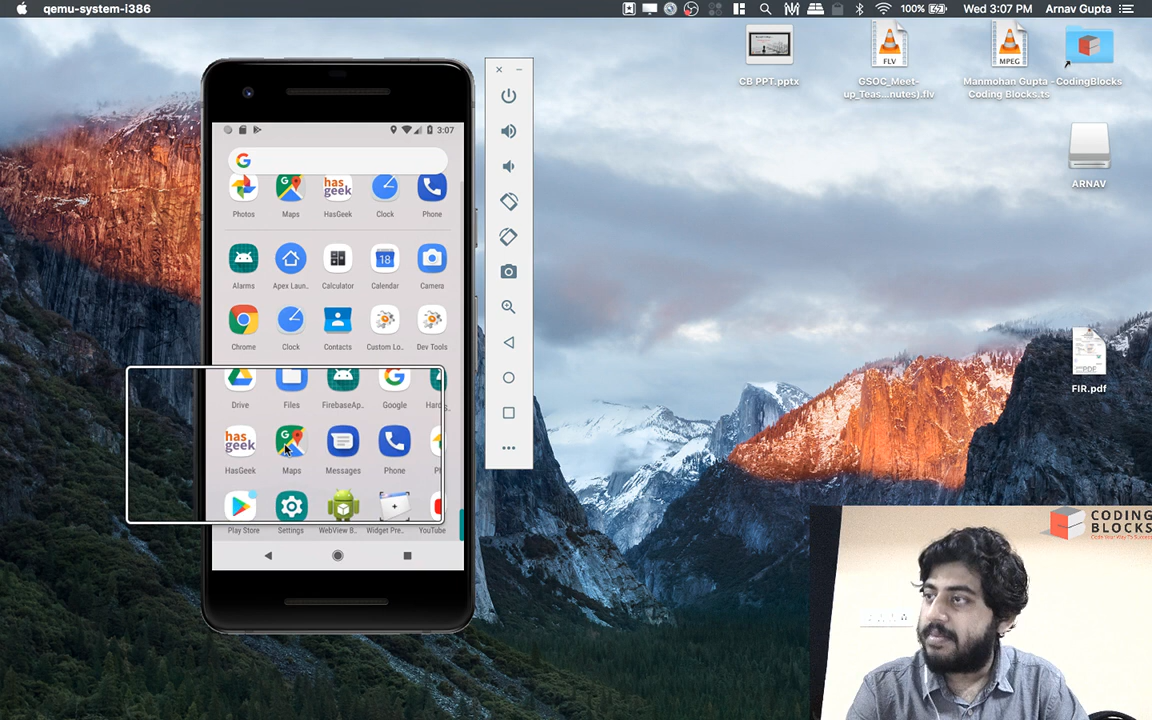 qemu-system-i386
100%
Wed 3:07 PM
Arnav Gupta
CB PPT.pptx
FLV
GSOC_Meet-
up_Teas...nutes).flv
MPEG
Manmohan Gupta -
Coding Blocks.ts
CodingBlocks
ARNAV
PDF
FIR.pdf
3:07
G
has
geek
Photos
Maps
HasGeek
Clock
Phone
18
Alarms
Apex Laun..
Calculator
Calendar
Camera
Chrome
Clock
Contacts
Custom Lo..
Dev Tools
Drive
Files
FirebaseAp..
Google
has
geek
HasGeek
Maps
Messages
Phone
Play Store
Settings
WebView B..
Widget Pre..
YouTube
CODING
BLOCKS